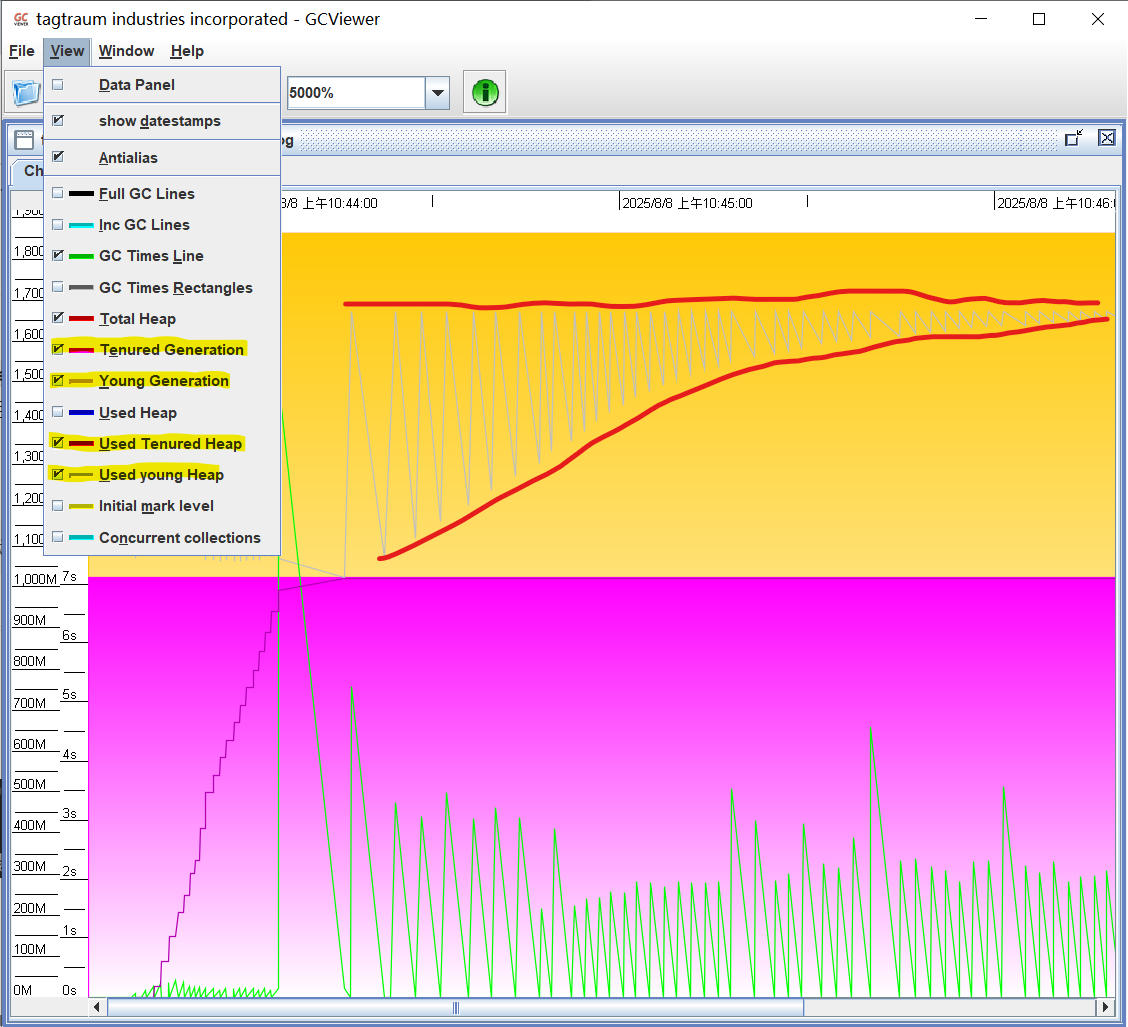 GC
VIEWER
tagtraum industries incorporated - GCViewer
File View Window Help
Data Panel
5000%
show datestamps
Antialias
og
Ch
Full GC Lines
Inc GC Lines
GC Times Line
GC Times Rectangles
Total Heap
Tenured Generation
Young Generation
Used Heap
Used Tenured Heap
Used young Heap
Initial mark level
Concurrent collections
8/8 上午10:44:00
2025/8/8 上午10:45:00
2025/8/8 上午10:46:0
1,900
1,800
1,700
1,600
1,500
1,400
1,300
1,200
1,100
1,000M 7s
900M
6s
800M
700M 5s
600M
4s
500M
400M 3s
300M
2s
200M
1s
100M
0M 0s